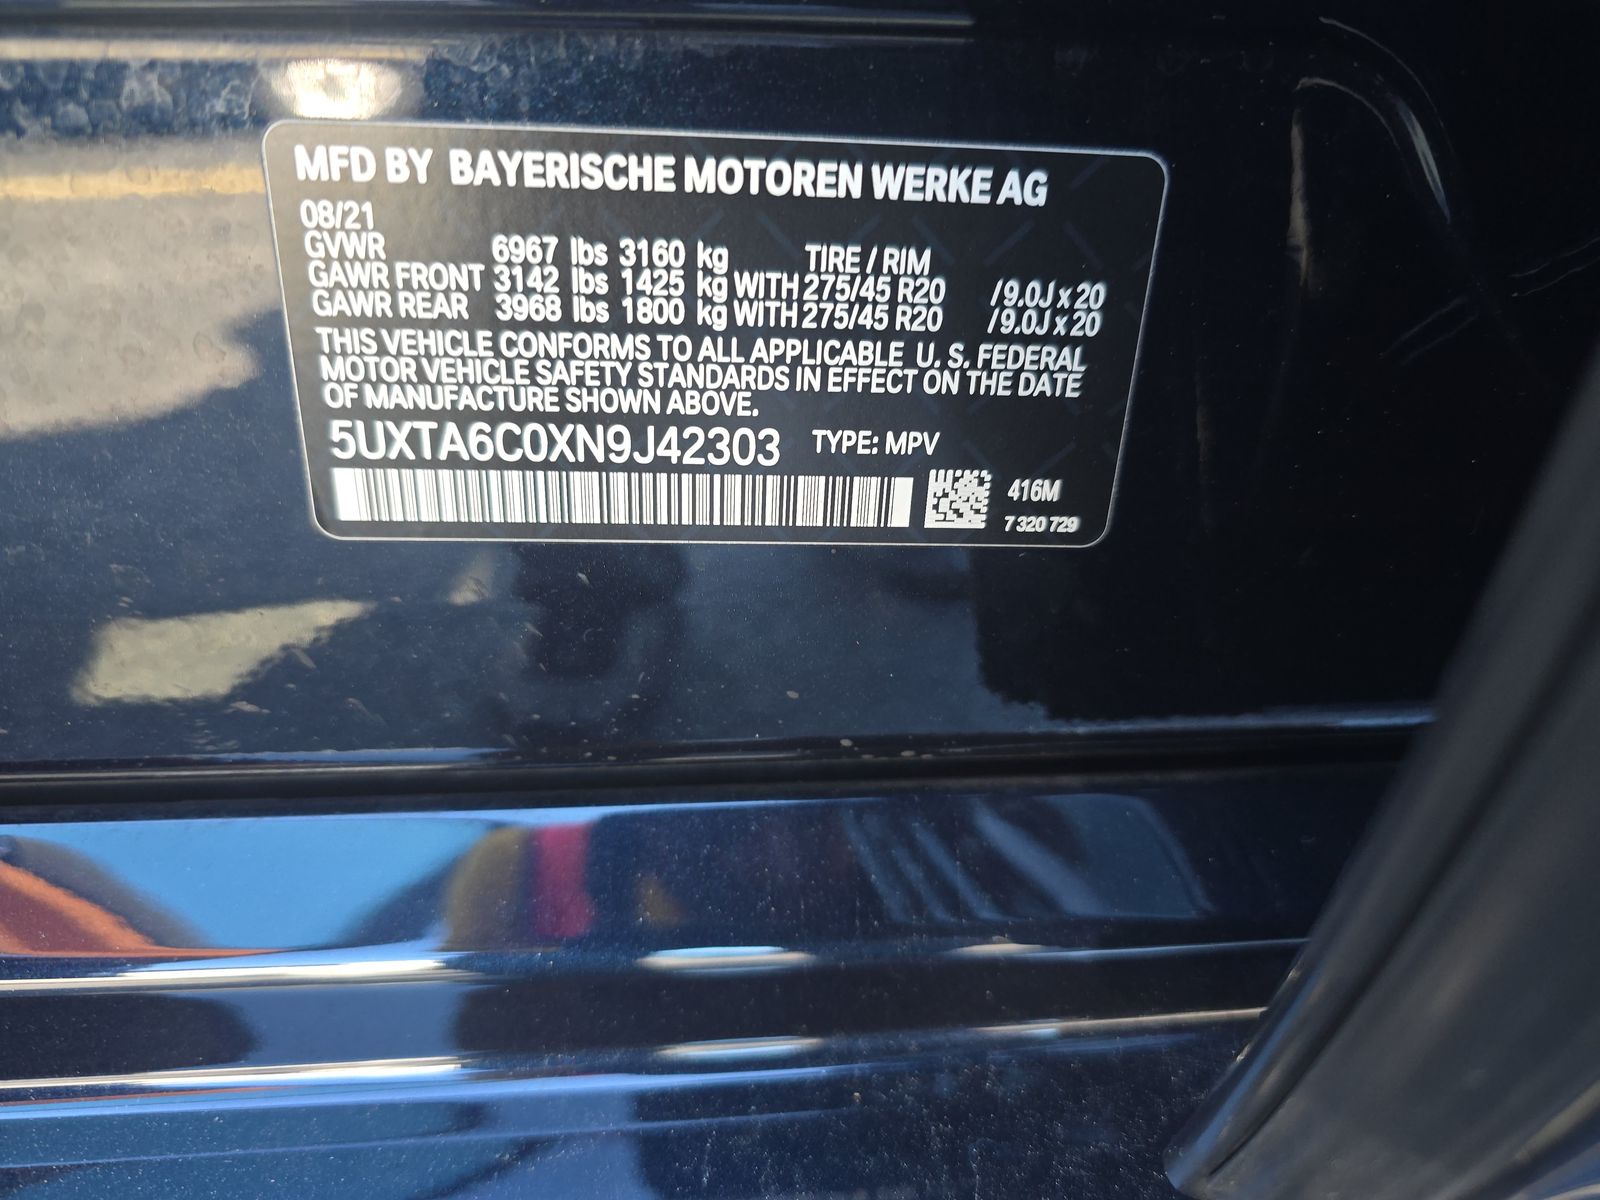 MFD BY BAYERISCHE MOTOREN WERKE AG
08/21
GVWR 6967 lbs 3160 kg TIRE / RIM
GAWR FRONT 3142 lbs 1425 kg WITH 275/45 R20 /9.0J x 20
GAWR REAR 3968 lbs 1800 kg WITH 275/45 R20 /9.0J x 20
THIS VEHICLE CONFORMS TO ALL APPLICABLE U. S. FEDERAL
MOTOR VEHICLE SAFETY STANDARDS IN EFFECT ON THE DATE
OF MANUFACTURE SHOWN ABOVE.
5UXTA6C0XN9J42303 TYPE: MPV
416M
7 320 729